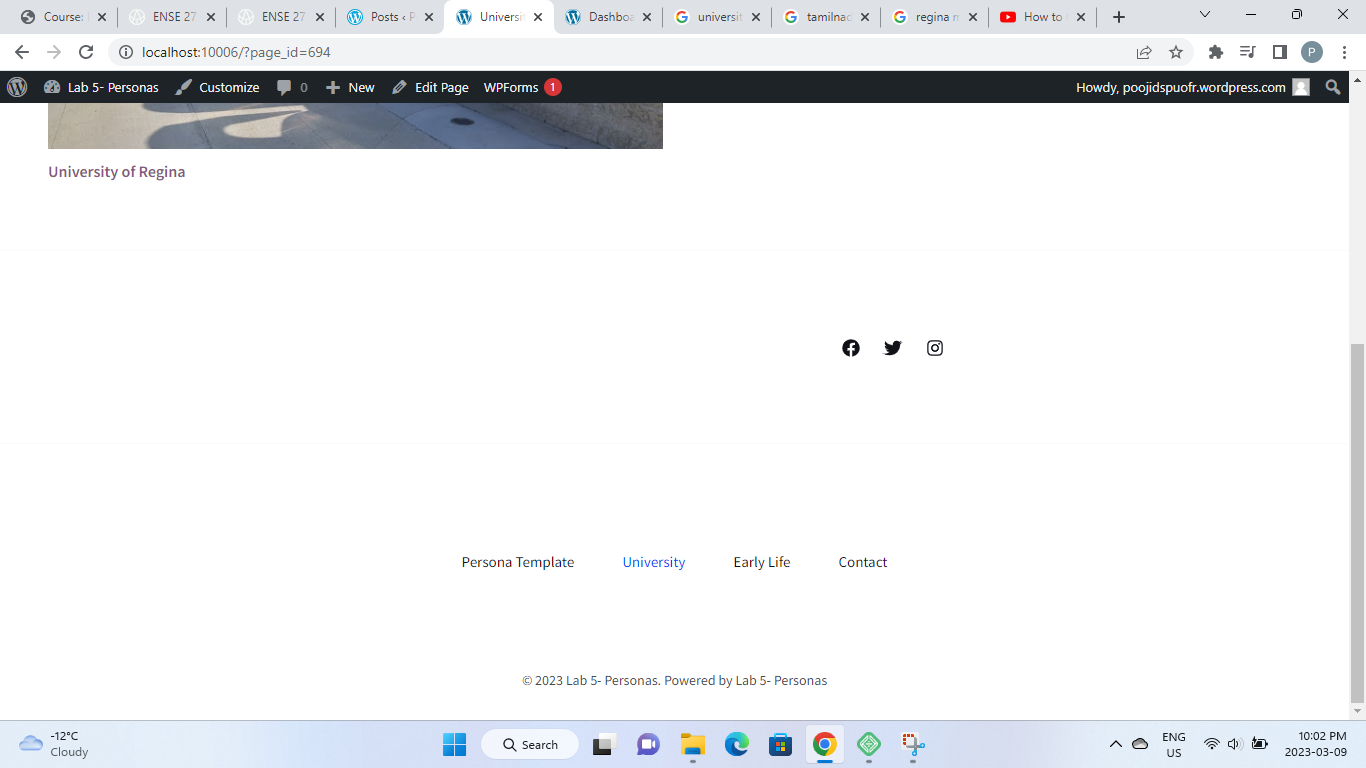 Course: ENSE 27 ENSE 27 Posts ‹ P Universi Dashboa universit tamilnad regina m How to
localhost:10006/?page_id=694 P
Lab 5- Personas Customize 0 New Edit Page WPForms 1 Howdy, poojidspuofr.wordpress.com
University of Regina
Persona Template University Early Life Contact
© 2023 Lab 5- Personas. Powered by Lab 5- Personas
-12°C
Cloudy
Search
ENG
US
10:02 PM
2023-03-09